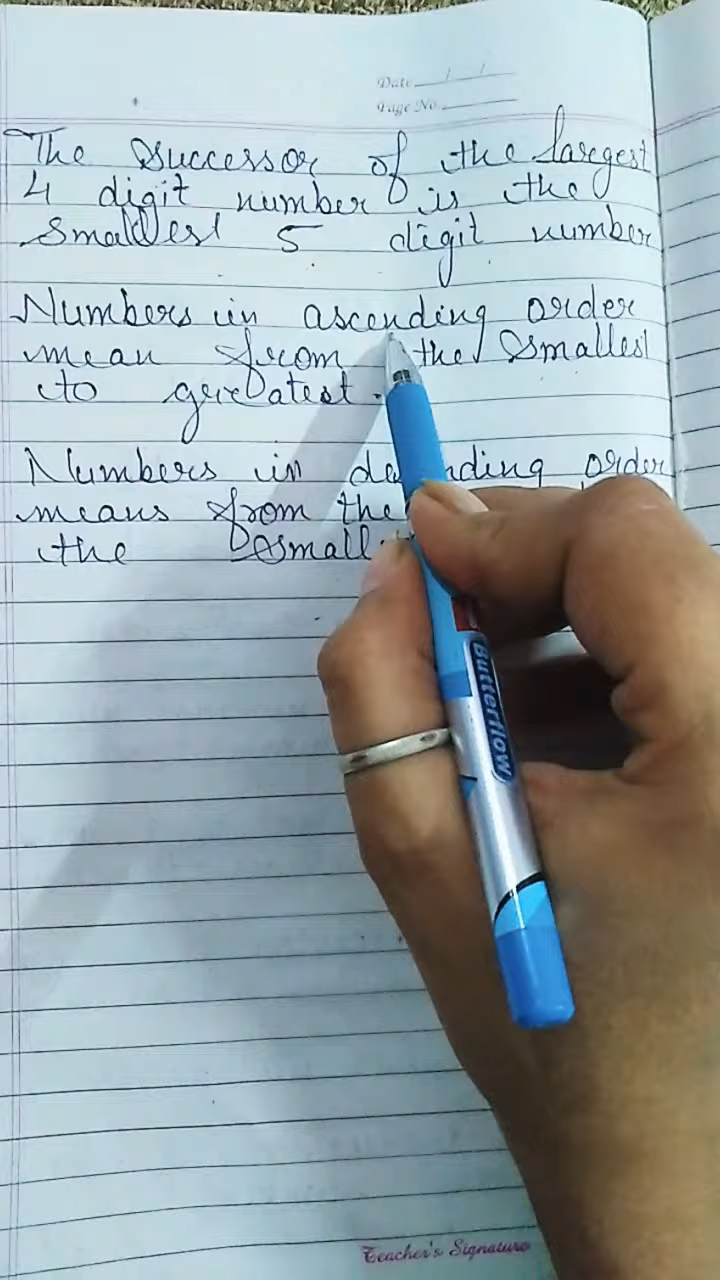 Date / /
Page No.
The successor of the largest
4 digit number is the
smallest 5 digit number
Numbers in ascending order
mean from the smallest
to greatest.
Numbers in order
means from the
the
Butterflow
Teacher's Signature